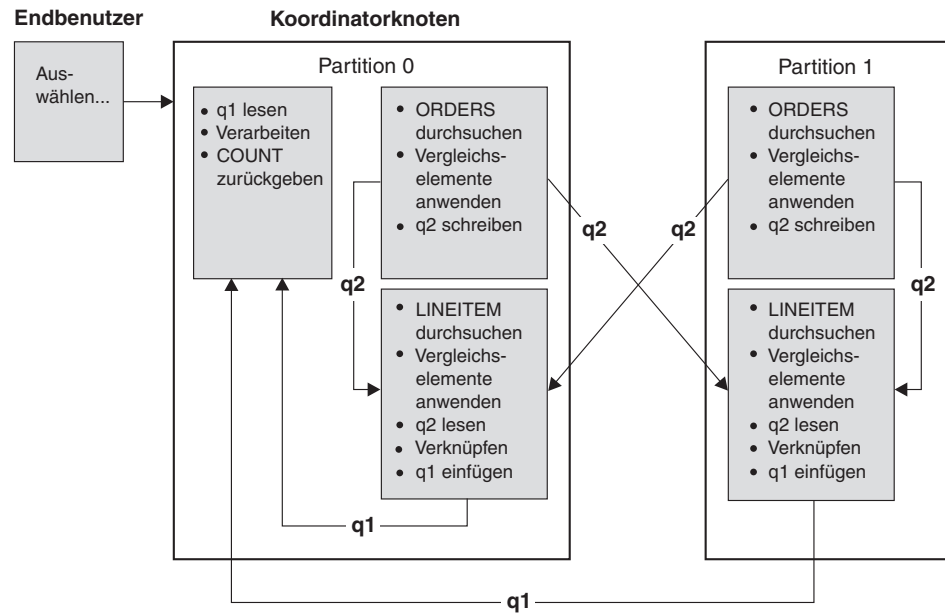 Endbenutzer
Aus-
wählen...
Koordinatorknoten
Partition 0
• q1 lesen
• Verarbeiten
• COUNT
zurückgeben
• ORDERS
durchsuchen
• Vergleichs-
elemente
anwenden
• q2 schreiben
q2
• LINEITEM
durchsuchen
• Vergleichs-
elemente
anwenden
• q2 lesen
• Verknüpfen
• q1 einfügen
q1
q2
q2
Partition 1
• ORDERS
durchsuchen
• Vergleichs-
elemente
anwenden
• q2 schreiben
q2
• LINEITEM
durchsuchen
• Vergleichs-
elemente
anwenden
• q2 lesen
• Verknüpfen
• q1 einfügen
q1